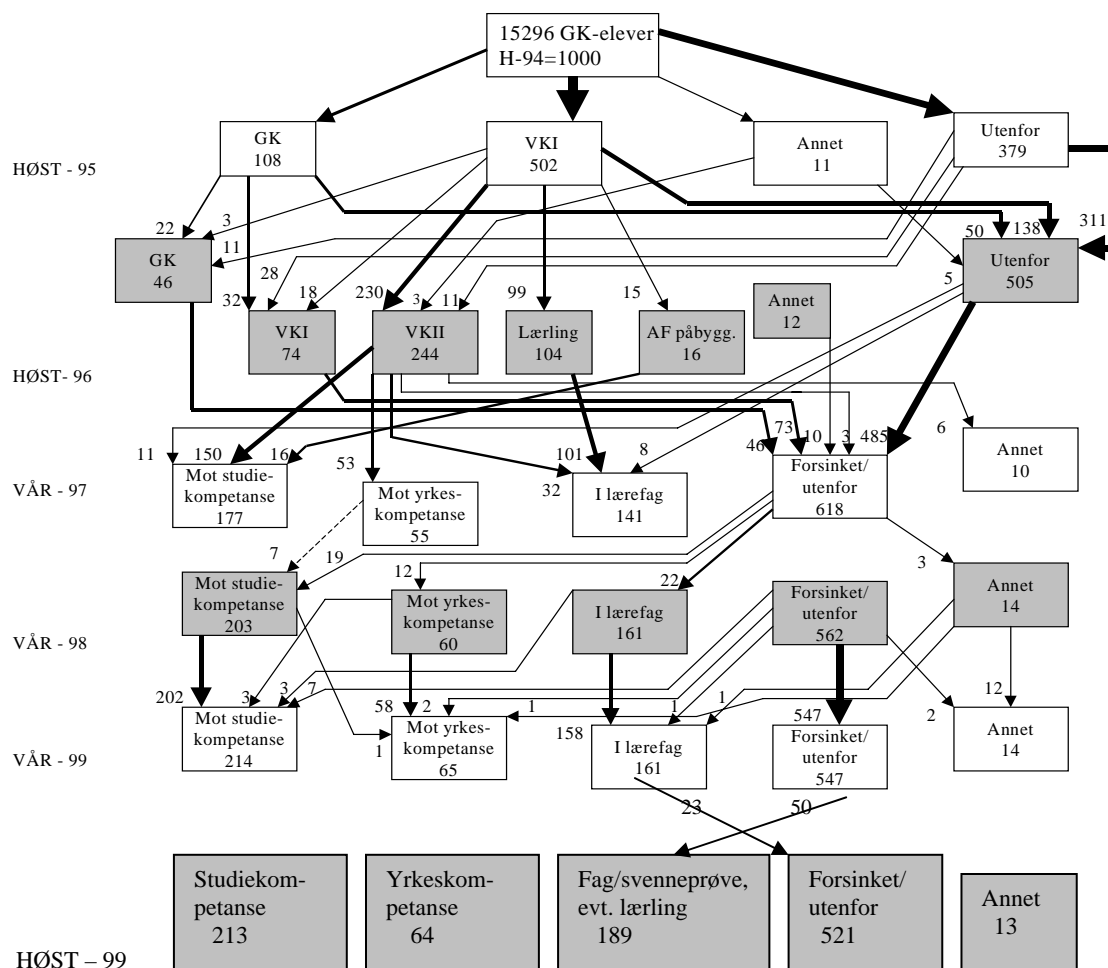 15296 GK-elever
H-94=1000
HØST - 95
GK
108
VKI
502
Annet
11
Utenfor
379
22
3
11
28
32
18
230
3
11
99
15
50
138
311
5
5
GK
46
Utenfor
505
HØST- 96
VKI
74
VKII
244
Lærling
104
AF påbygg.
16
Annet
12
11
150
16
53
32
101
8
46
73
10
3
485
6
VÅR - 97
Mot studie-
kompetanse
177
Mot yrkes-
kompetanse
55
I lærefag
141
Forsinket/
utenfor
618
Annet
10
7
19
12
22
3
VÅR - 98
Mot studie-
kompetanse
203
Mot yrkes-
kompetanse
60
I lærefag
161
Forsinket/
utenfor
562
Annet
14
202
3
3
7
1
58
2
1
158
1
1
547
2
12
VÅR - 99
Mot studie-
kompetanse
214
Mot yrkes-
kompetanse
65
I lærefag
161
Forsinket/
utenfor
547
Annet
14
23
50
HØST – 99
Studiekom-
petanse
213
Yrkeskom-
petanse
64
Fag/svenneprøve,
evt. lærling
189
Forsinket/
utenfor
521
Annet
13